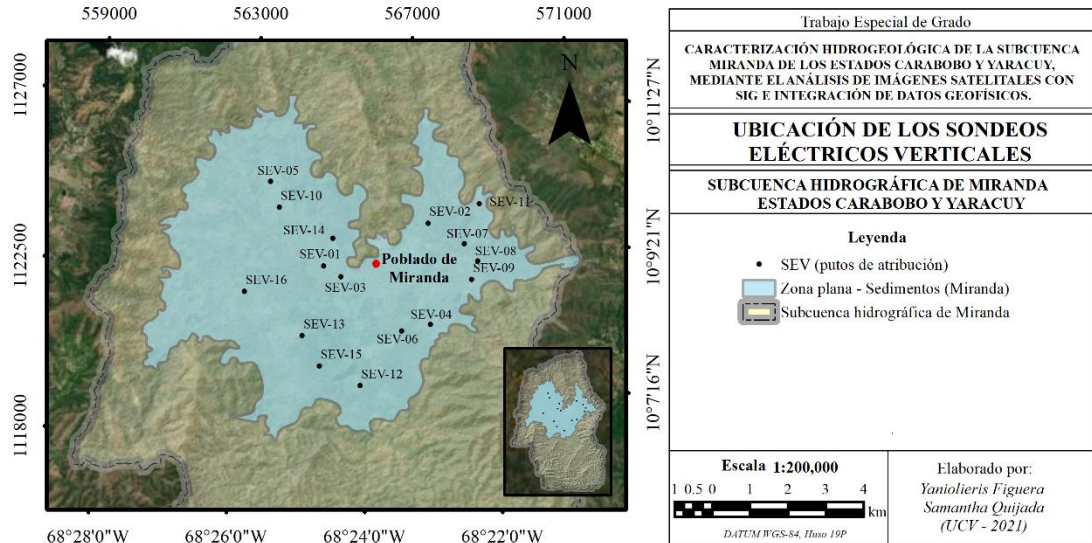 559000 563000 567000 571000
1127000
1122500
1118000
N
SEV-05
SEV-10
SEV-11
SEV-02
SEV-14
SEV-07
SEV-01
SEV-08
Poblado de
Miranda
SEV-09
SEV-16
SEV-03
SEV-04
SEV-13
SEV-06
SEV-15
SEV-12
10°11'27"N
10°9'21"N
10°7'16"N
68°28'0"W 68°26'0"W 68°24'0"W 68°22'0"W
Trabajo Especial de Grado
CARACTERIZACIÓN HIDROGEOLÓGICA DE LA SUBCUENCA
MIRANDA DE LOS ESTADOS CARABOBO Y YARACUY,
MEDIANTE EL ANÁLISIS DE IMÁGENES SATELITALES CON
SIG E INTEGRACIÓN DE DATOS GEOFÍSICOS.
UBICACIÓN DE LOS SONDEOS
ELÉCTRICOS VERTICALES
SUBCUENCA HIDROGRÁFICA DE MIRANDA
ESTADOS CARABOBO Y YARACUY
Leyenda
SEV (putos de atribución)
Zona plana - Sedimentos (Miranda)
Subcuenca hidrográfica de Miranda
Escala 1:200,000
1 0.5 0 1 2 3 4
km
DATUM WGS-84, Huso 19P
Elaborado por:
Yaniolieris Figuera
Samantha Quijada
(UCV - 2021)